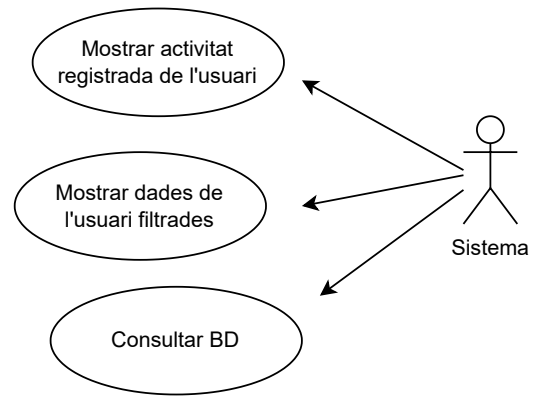 Mostrar activitat
registrada de l'usuari
Mostrar dades de
l'usuari filtrades
Sistema
Consultar BD